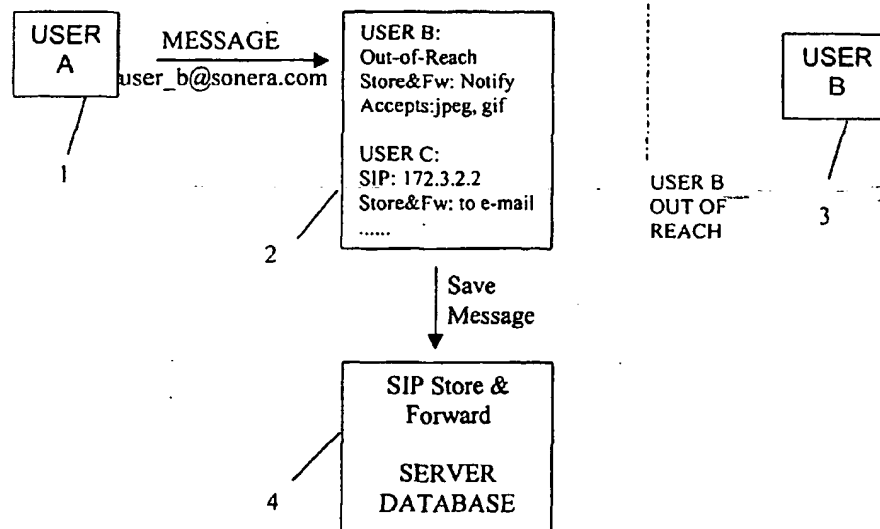 USER
A
1
MESSAGE
user_b@sonera.com
USER B:
Out-of-Reach
Store&Fw: Notify
Accepts:jpeg, gif
USER C:
SIP: 172.3.2.2
Store&Fw: to e-mail
......
2
USER B
OUT OF
REACH
USER
B
3
Save
Message
SIP Store &
Forward
SERVER
DATABASE
4